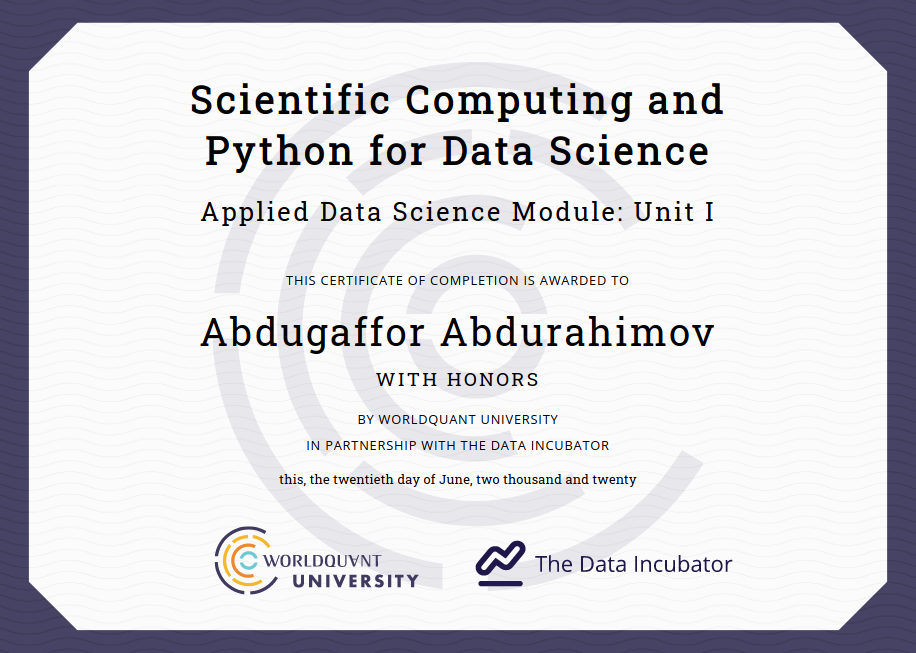 Scientific Computing and
Python for Data Science
Applied Data Science Module: Unit I
THIS CERTIFICATE OF COMPLETION IS AWARDED TO
Abdugaffor Abdurahimov
WITH HONORS
BY WORLDQUANT UNIVERSITY
IN PARTNERSHIP WITH THE DATA INCUBATOR
this, the twentieth day of June, two thousand and twenty
WORLDQUANT
UNIVERSITY
The Data Incubator